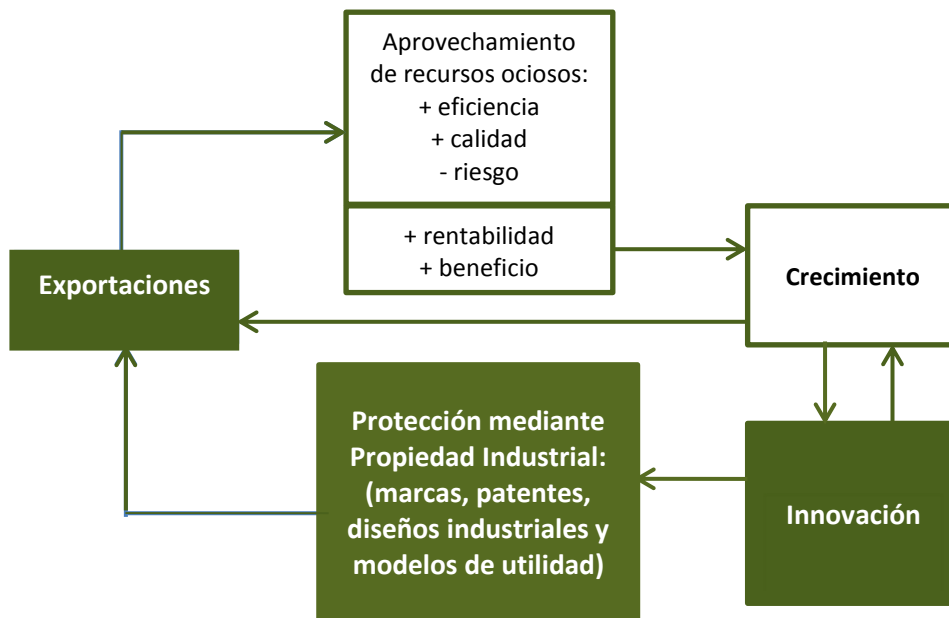 Aprovechamiento
de recursos ociosos:
+ eficiencia
+ calidad
- riesgo
+ rentabilidad
+ beneficio
Exportaciones
Crecimiento
Protección mediante
Propiedad Industrial:
(marcas, patentes,
diseños industriales y
modelos de utilidad)
Innovación